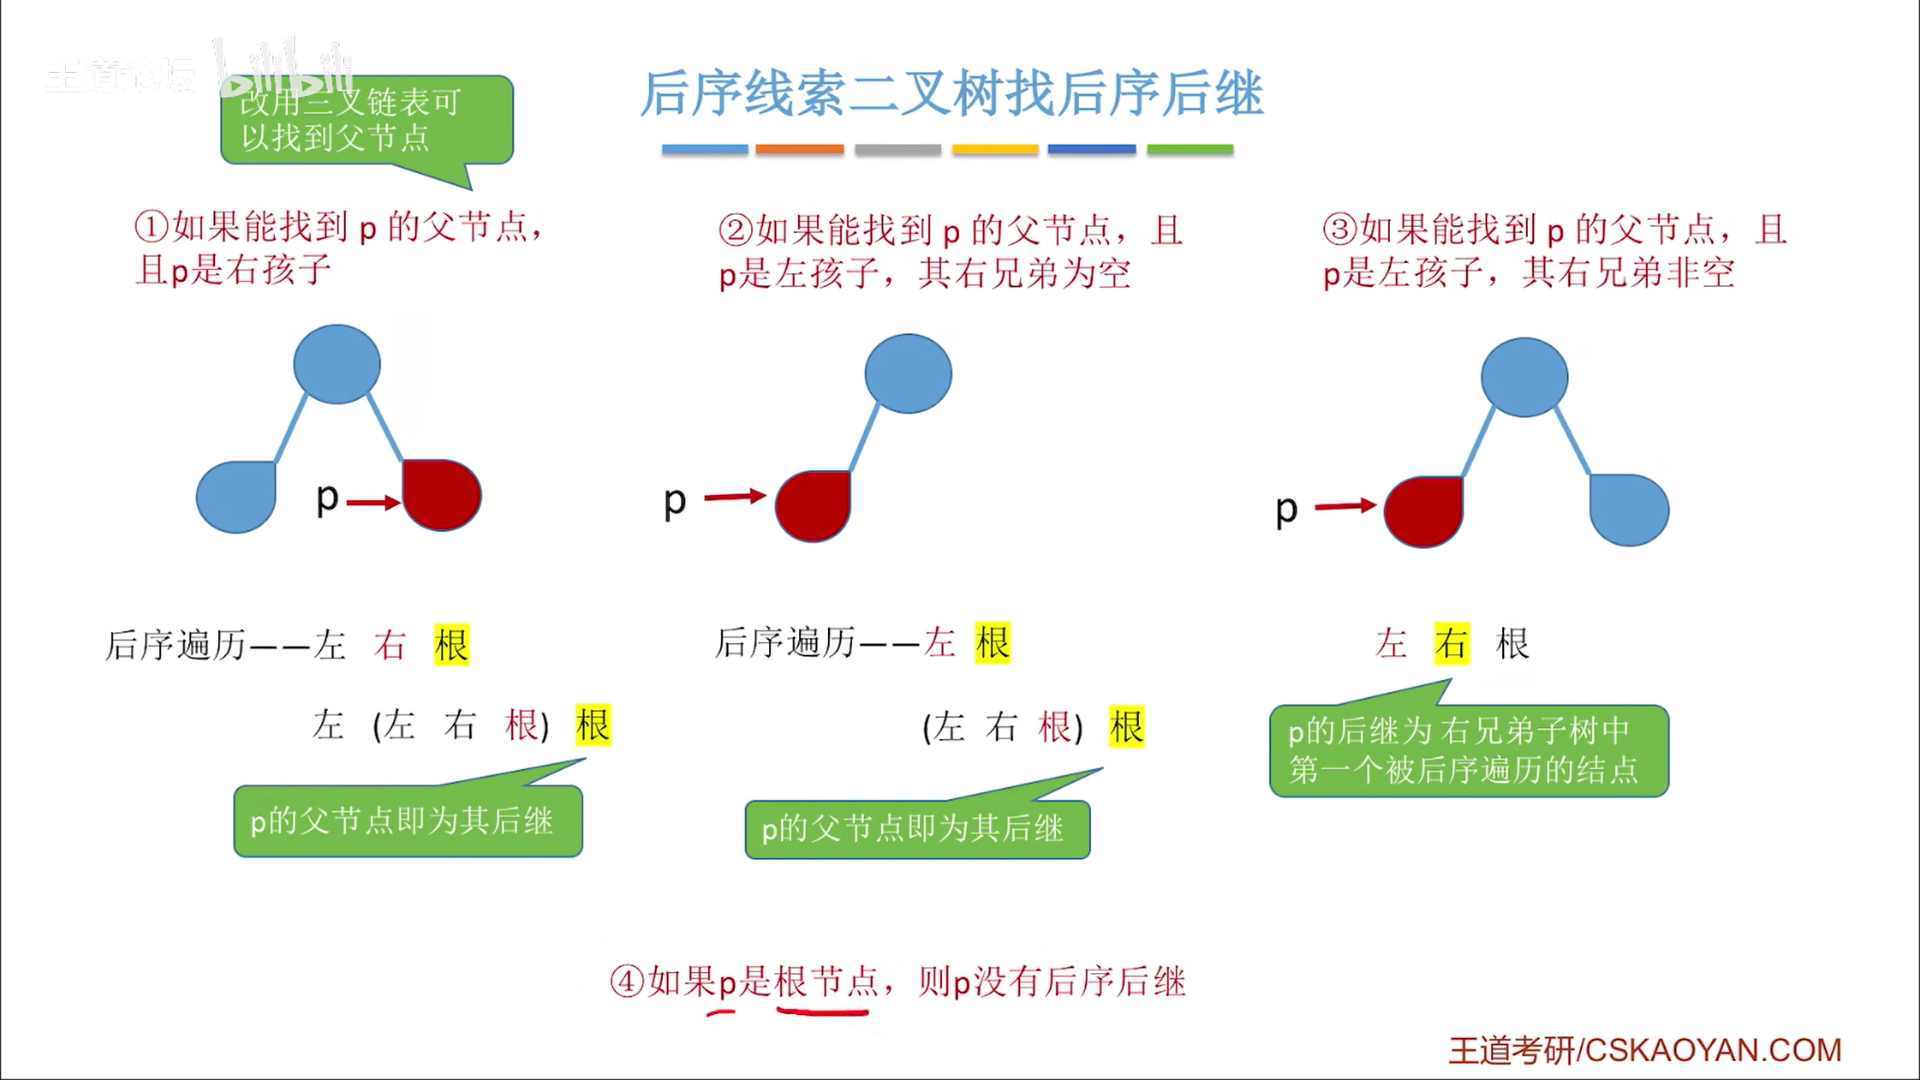 王道论坛 bilibili
后序线索二叉树找后序后继
改用三叉链表可
以找到父节点
①如果能找到 p 的父节点，
且p是右孩子
②如果能找到 p 的父节点，且
p是左孩子，其右兄弟为空
③如果能找到 p 的父节点，且
p是左孩子，其右兄弟非空
p
p
p
后序遍历——左 右 根
左 (左 右 根) 根
p的父节点即为其后继
后序遍历——左 根
(左 右 根) 根
p的父节点即为其后继
左 右 根
p的后继为 右兄弟子树中
第一个被后序遍历的结点
④如果p是根节点，则p没有后序后继
王道考研/CSKAOYAN.COM